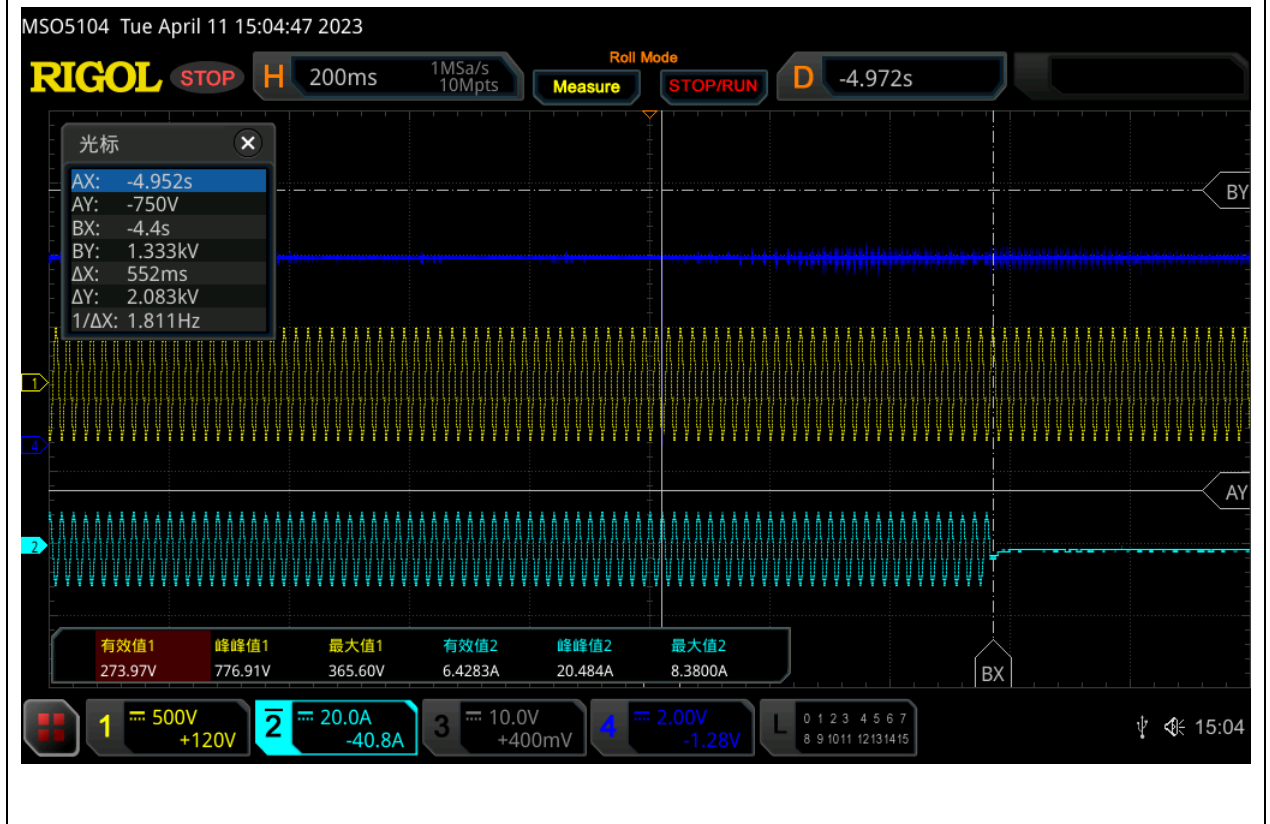 MSO5104 Tue April 11 15:04:47 2023
RIGOL STOP H 200ms 1MSa/s 10Mpts Roll Mode Measure STOP/RUN D -4.972s
光标
AX: -4.952s
AY: -750V
BX: -4.4s
BY: 1.333kV
ΔX: 552ms
ΔY: 2.083kV
1/ΔX: 1.811Hz
BY
1
4
AY
2
有效值1 峰峰值1 最大值1 有效值2 峰峰值2 最大值2
273.97V 776.91V 365.60V 6.4283A 20.484A 8.3800A
BX
1 500V +120V
2 20.0A -40.8A
3 10.0V +400mV
4 2.00V -1.28V
L 0 1 2 3 4 5 6 7
8 9 10 11 12 13 14 15
15:04